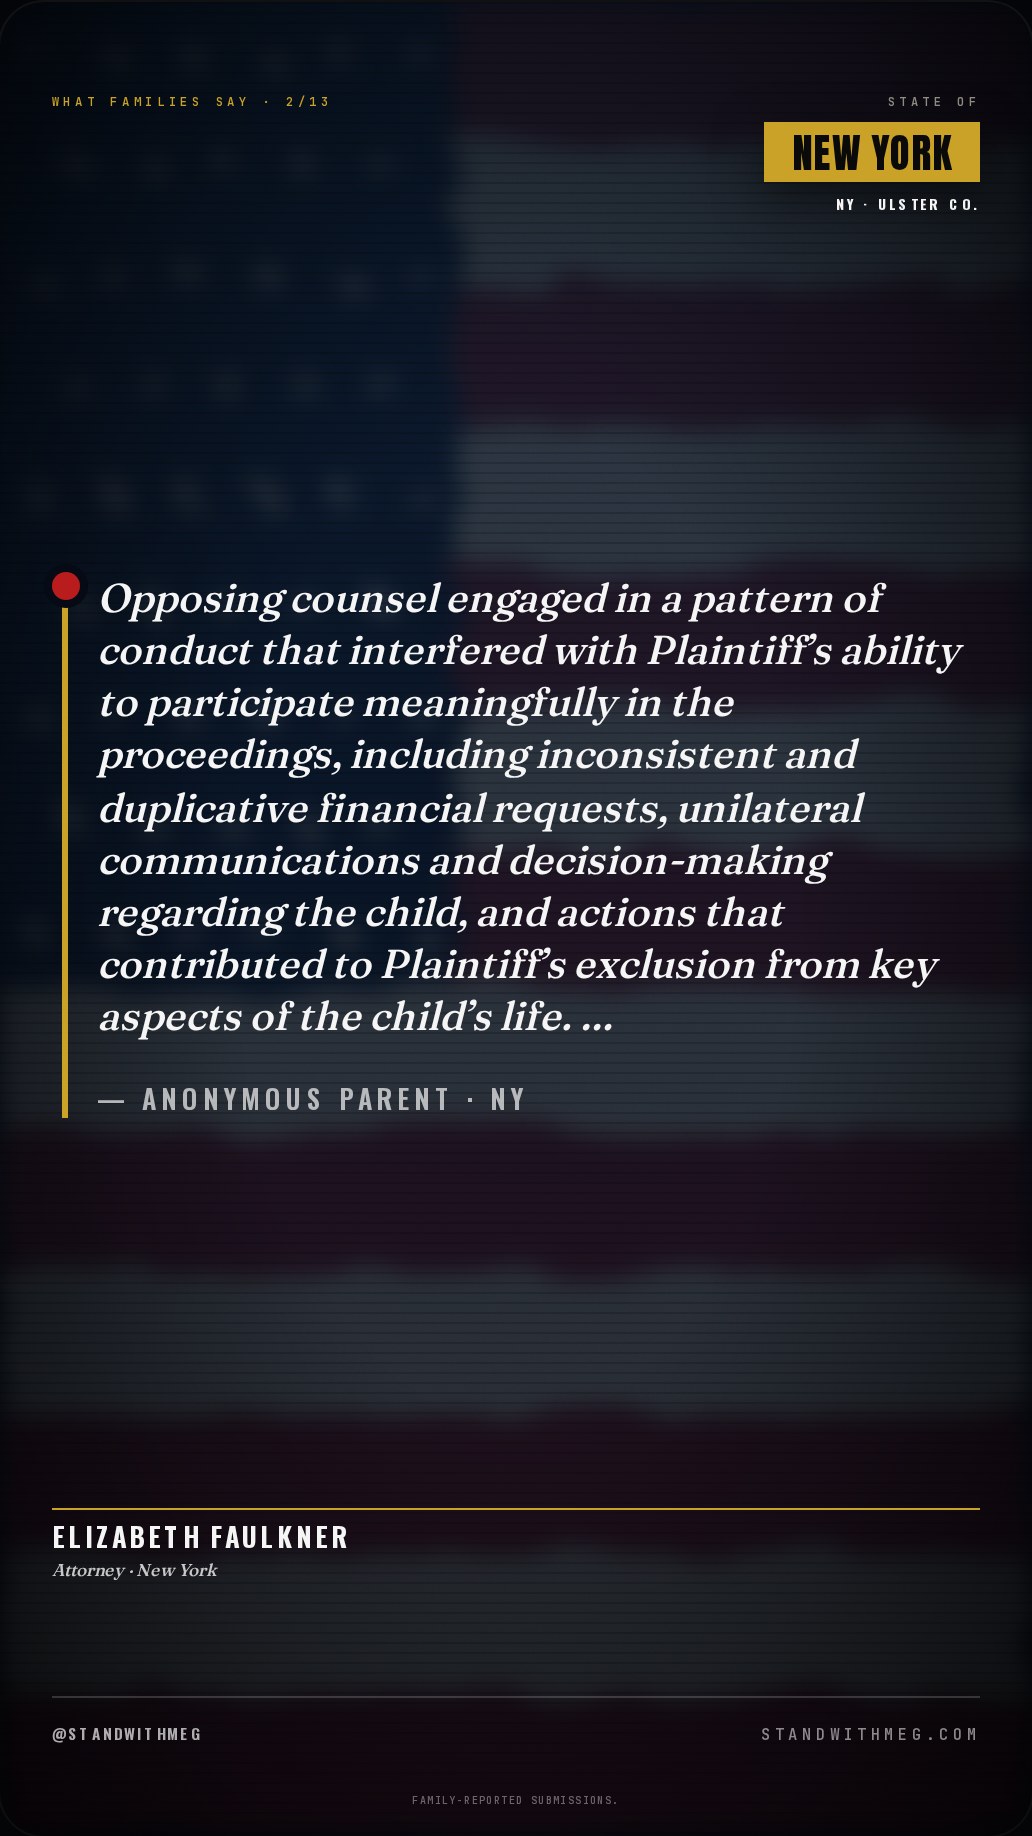 WHAT FAMILIES SAY · 2/13
STATE OF
NEW YORK
NY · ULSTER CO.
Opposing counsel engaged in a pattern of
conduct that interfered with Plaintiff’s ability
to participate meaningfully in the
proceedings, including inconsistent and
duplicative financial requests, unilateral
communications and decision-making
regarding the child, and actions that
contributed to Plaintiff’s exclusion from key
aspects of the child’s life. ...
— ANONYMOUS PARENT · NY
ELIZABETH FAULKNER
Attorney · New York
@STANDWITHMEG
STANDWITHMEG.COM
FAMILY-REPORTED SUBMISSIONS.